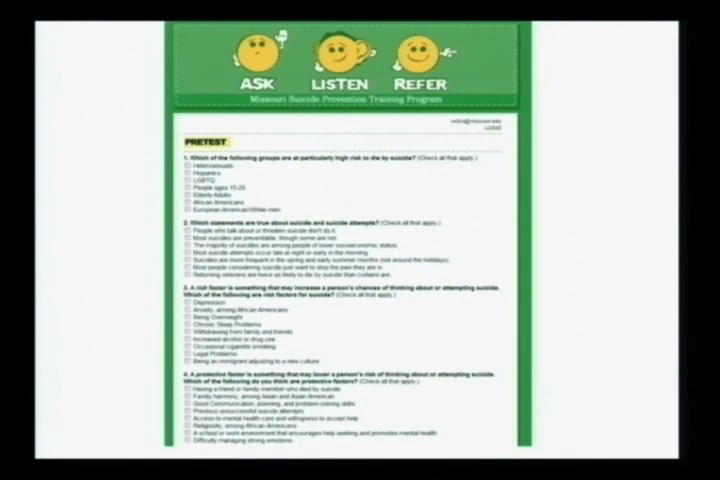 ASK LISTEN REFER
Missouri Suicide Prevention Training Program
Logout
PRETEST
1. Which of the following groups are at particularly high risk to die by suicide? (Check all that apply.)
Heterosexuals
Hispanics
LGBTQ
People ages 15-25
Elderly Adults
African Americans
European American/White men
2. Which statements are true about suicide and suicide attempts? (Check all that apply.)
People who talk about or threaten suicide don't do it.
Most suicides are preventable, though some are not.
The majority of suicides are among people of lower socioeconomic status.
Most suicide attempts occur late at night or early in the morning.
Suicides are more frequent in the spring and early summer months (not around the holidays).
Most people considering suicide just want to stop the pain they are in.
Returning veterans are twice as likely to die by suicide than civilians are.
3. A risk factor is something that may increase a person's chances of thinking about or attempting suicide.
Which of the following are risk factors for suicide? (Check all that apply.)
Depression
Anxiety, among African Americans
Being Overweight
Chronic Sleep Problems
Withdrawing from family and friends
Increased alcohol or drug use
Occasional cigarette smoking
Legal Problems
Being an immigrant adjusting to a new culture
4. A protective factor is something that may lower a person's risk of thinking about or attempting suicide.
Which of the following do you think are protective factors? (Check all that apply.)
Having a friend or family member who died by suicide
Family harmony, among Asian and Asian American
Good Communication, planning, and problem-solving skills
Previous unsuccessful suicide attempts
Access to mental health care and willingness to accept help
Religiosity, among African Americans
A school or work environment that encourages help seeking and promotes mental health
Difficulty managing strong emotions